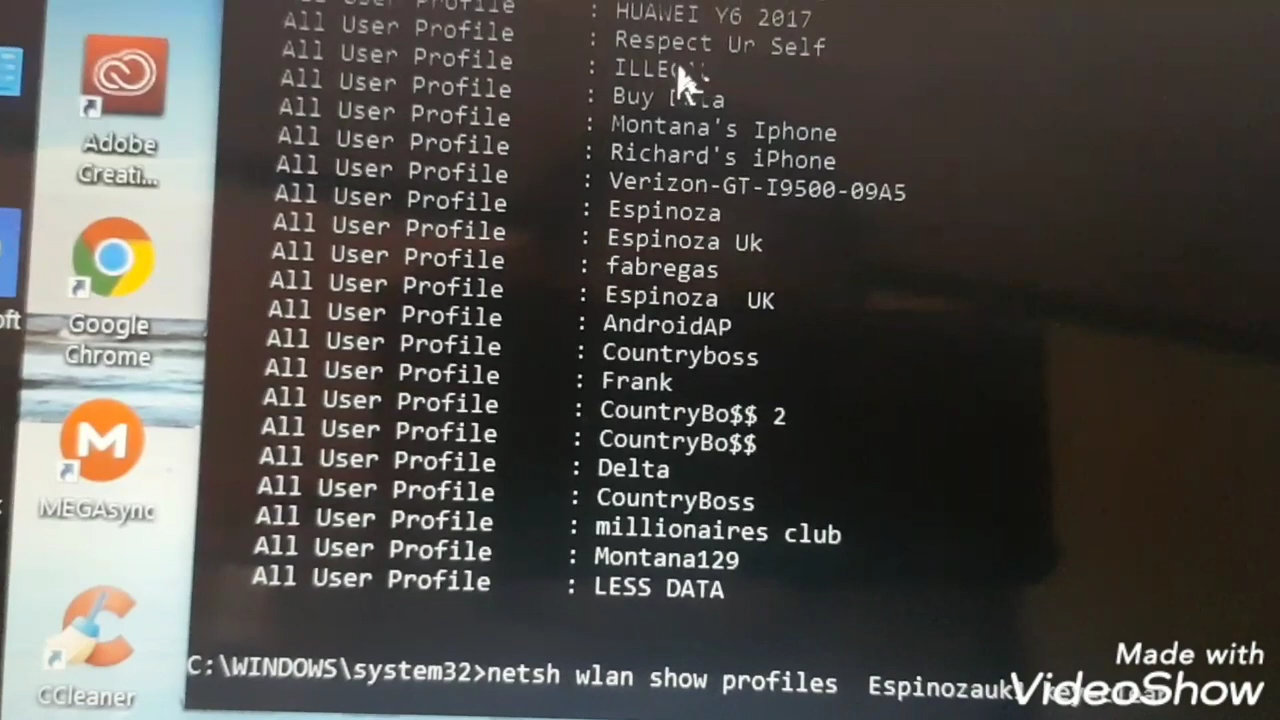 All User Profile : HUAWEI Y6 2017
All User Profile : Respect Ur Self
All User Profile
All User Profile : Buy
All User Profile : Montana's Iphone
All User Profile : Richard's iPhone
All User Profile : Verizon-GT-I9500-09A5
All User Profile : Espinoza
All User Profile : Espinoza Uk
All User Profile : fabregas
All User Profile : Espinoza  UK
All User Profile : AndroidAP
All User Profile : Countryboss
All User Profile : Frank
All User Profile : CountryBo$$ 2
All User Profile : CountryBo$$
All User Profile : Delta
All User Profile : CountryBoss
All User Profile : millionaires club
All User Profile : Montana129
All User Profile : LESS DATA
C:\WINDOWS\system32>netsh wlan show profiles  Espinozauk
Adobe
Creati...
Google
Chrome
MEGAsync
CCleaner
Made with
VideoShow